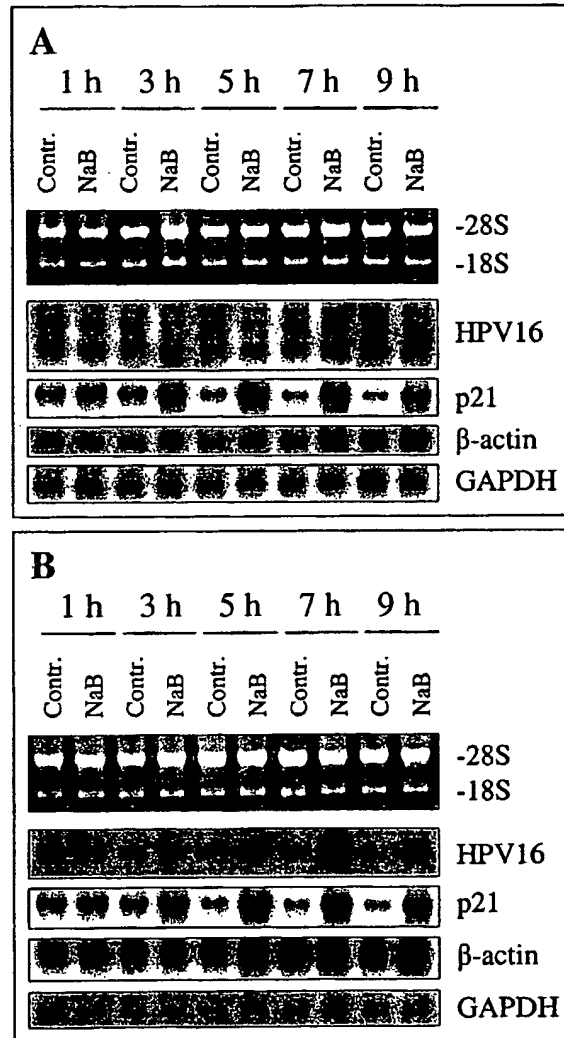 A
1 h 3 h 5 h 7 h 9 h
Contr. NaB Contr. NaB Contr. NaB Contr. NaB Contr. NaB
-28S
-18S
HPV16
p21
β-actin
GAPDH
B
1 h 3 h 5 h 7 h 9 h
Contr. NaB Contr. NaB Contr. NaB Contr. NaB Contr. NaB
-28S
-18S
HPV16
p21
β-actin
GAPDH